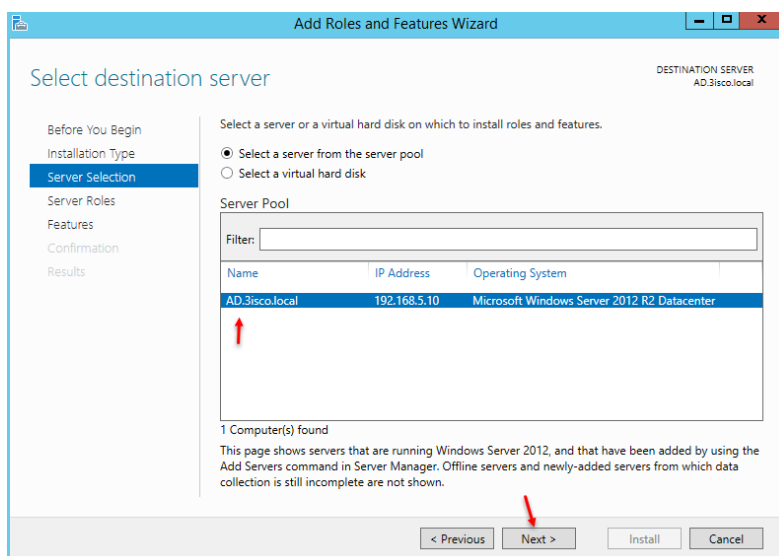 Add Roles and Features Wizard
Select destination server
DESTINATION SERVER
AD.3isco.local
Before You Begin
Installation Type
Server Selection
Server Roles
Features
Confirmation
Results
Select a server or a virtual hard disk on which to install roles and features.
Select a server from the server pool
Select a virtual hard disk
Server Pool
Filter:
Name IP Address Operating System
AD.3isco.local 192.168.5.10 Microsoft Windows Server 2012 R2 Datacenter
1 Computer(s) found
This page shows servers that are running Windows Server 2012, and that have been added by using the
Add Servers command in Server Manager. Offline servers and newly-added servers from which data
collection is still incomplete are not shown.
< Previous Next > Install Cancel